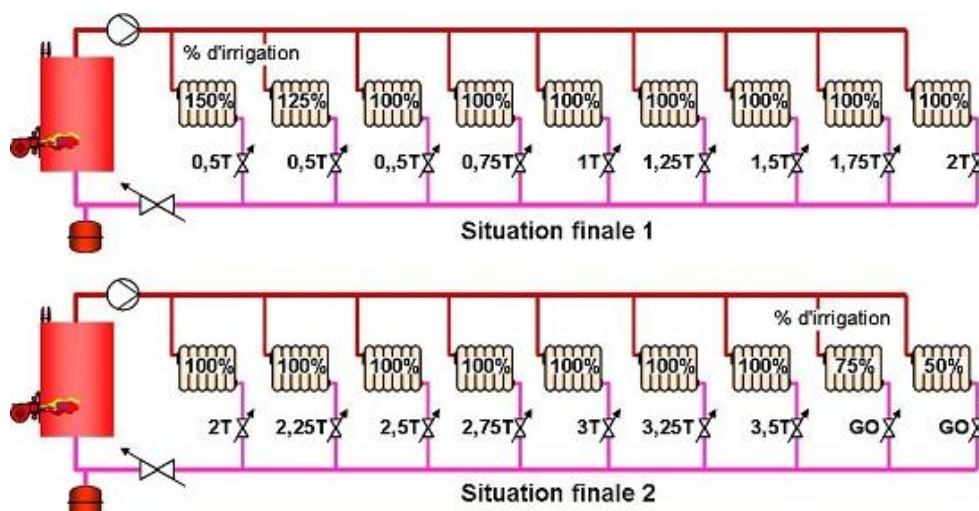 % d'irrigation
150% 125% 100% 100% 100% 100% 100% 100% 100%
0,5T 0,5T 0,,5T 0,75T 1T 1,25T 1,5T 1,75T 2T
Situation finale 1
% d'irrigation
100% 100% 100% 100% 100% 100% 100% 75% 50%
2T 2,25T 2,5T 2,75T 3T 3,25T 3,5T GO GO
Situation finale 2